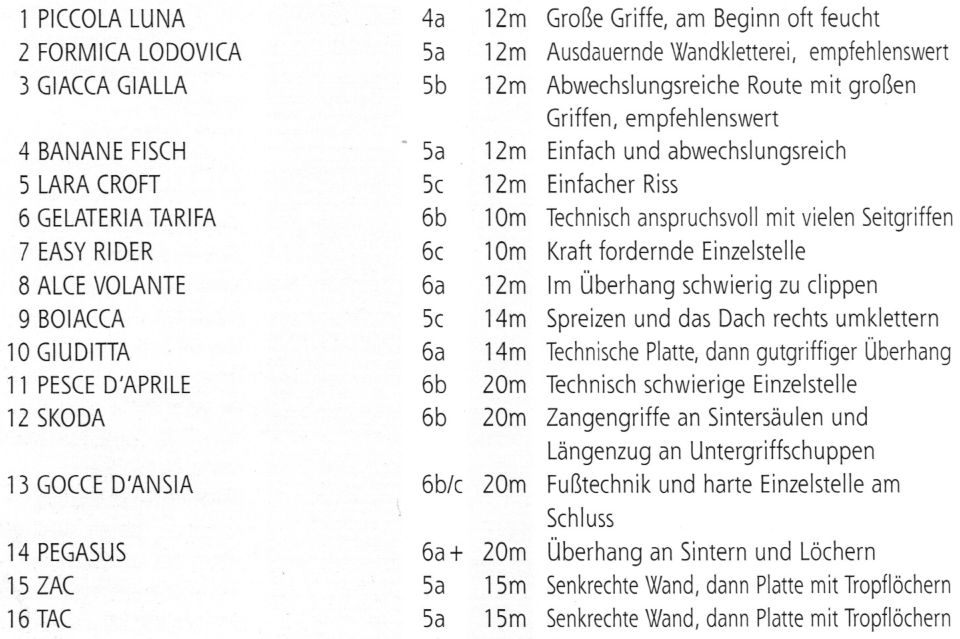 1 PICCOLA LUNA 4a 12m Große Griffe, am Beginn oft feucht
2 FORMICA LODOVICA 5a 12m Ausdauernde Wandkletterei, empfehlenswert
3 GIACCA GIALLA 5b 12m Abwechslungsreiche Route mit großen
Griffen, empfehlenswert
4 BANANE FISCH 5a 12m Einfach und abwechslungsreich
5 LARA CROFT 5c 12m Einfacher Riss
6 GELATERIA TARIFA 6b 10m Technisch anspruchsvoll mit vielen Seitgriffen
7 EASY RIDER 6c 10m Kraft fordernde Einzelstelle
8 ALCE VOLANTE 6a 12m Im Überhang schwierig zu clippen
9 BOIACCA 5c 14m Spreizen und das Dach rechts umklettern
10 GIUDITTA 6a 14m Technische Platte, dann gutgriffiger Überhang
11 PESCE D'APRILE 6b 20m Technisch schwierige Einzelstelle
12 SKODA 6b 20m Zangengriffe an Sintersäulen und
Längenzug an Untergriffschuppen
13 GOCCE D'ANSIA 6b/c 20m Fußtechnik und harte Einzelstelle am
Schluss
14 PEGASUS 6a+ 20m Überhang an Sintern und Löchern
15 ZAC 5a 15m Senkrechte Wand, dann Platte mit Tropflöchern
16 TAC 5a 15m Senkrechte Wand, dann Platte mit Tropflöchern